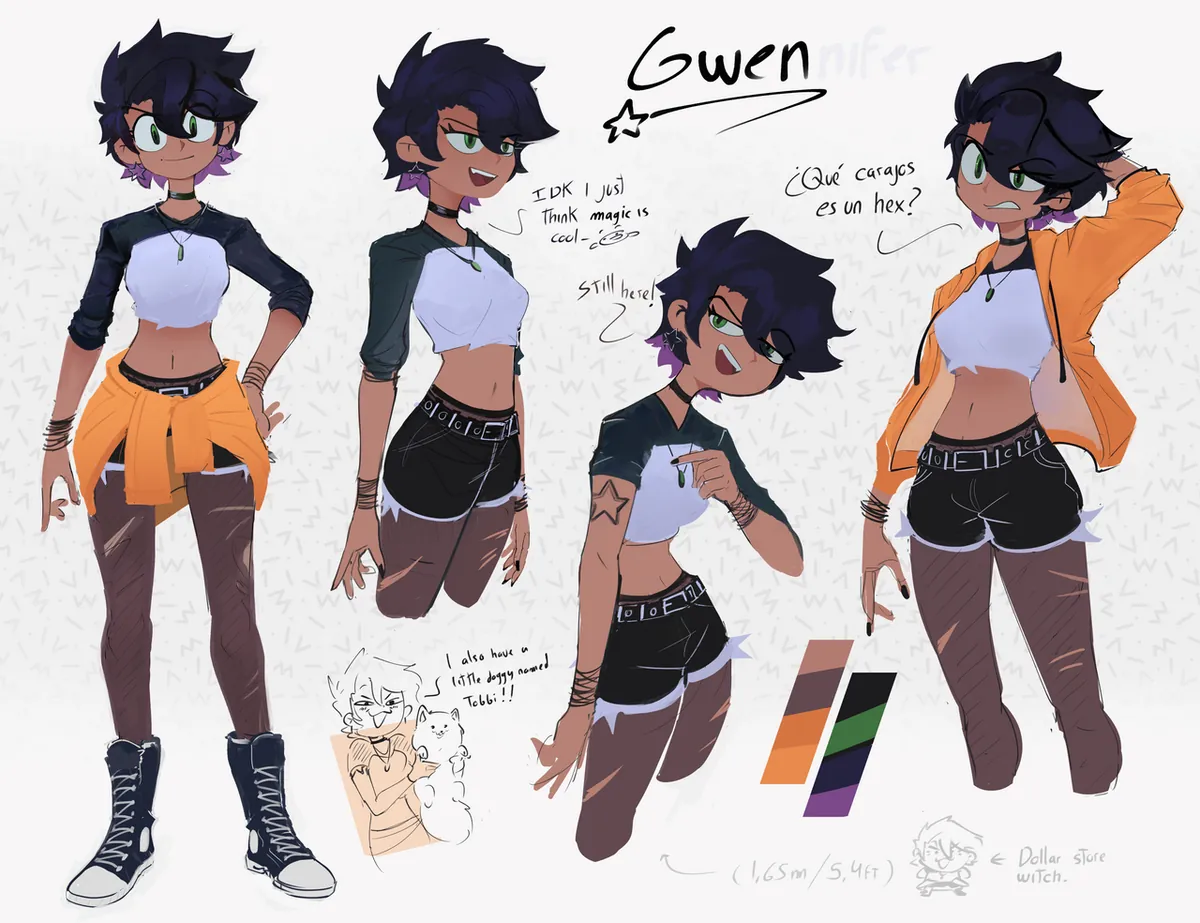 Gwennifer
IDK I just
Think magic is
cool-
¿Qué carajos
es un hex?
Still here!
I also have a
little doggy named
Tobbi!!
(1,65m/5,4ft)
Dollar store
witch.